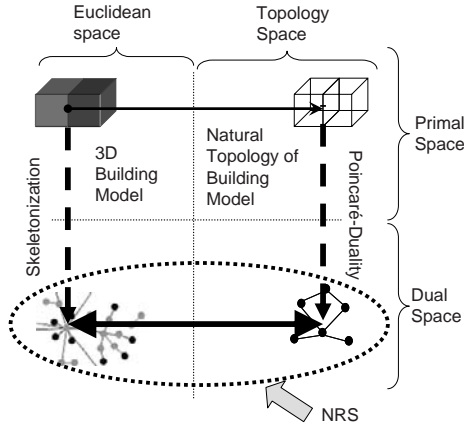 Euclidean
space
Topology
Space
Primal
Space
3D
Building
Model
Natural
Topology of
Building
Model
Skeletonization
Poincaré-Duality
Dual
Space
NRS